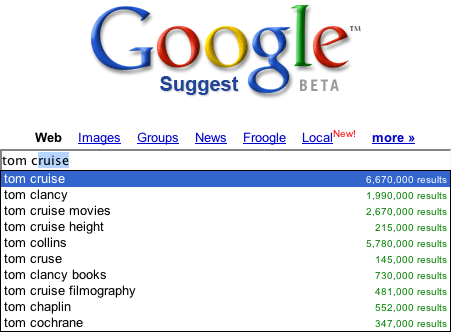 Google™
Suggest BETA
Web Images Groups News Froogle Local New! more »
tom cruise
tom cruise 6,670,000 results
tom clancy 1,990,000 results
tom cruise movies 2,670,000 results
tom cruise height 215,000 results
tom collins 5,780,000 results
tom cruse 145,000 results
tom clancy books 730,000 results
tom cruise filmography 481,000 results
tom chaplin 552,000 results
tom cochrane 347,000 results